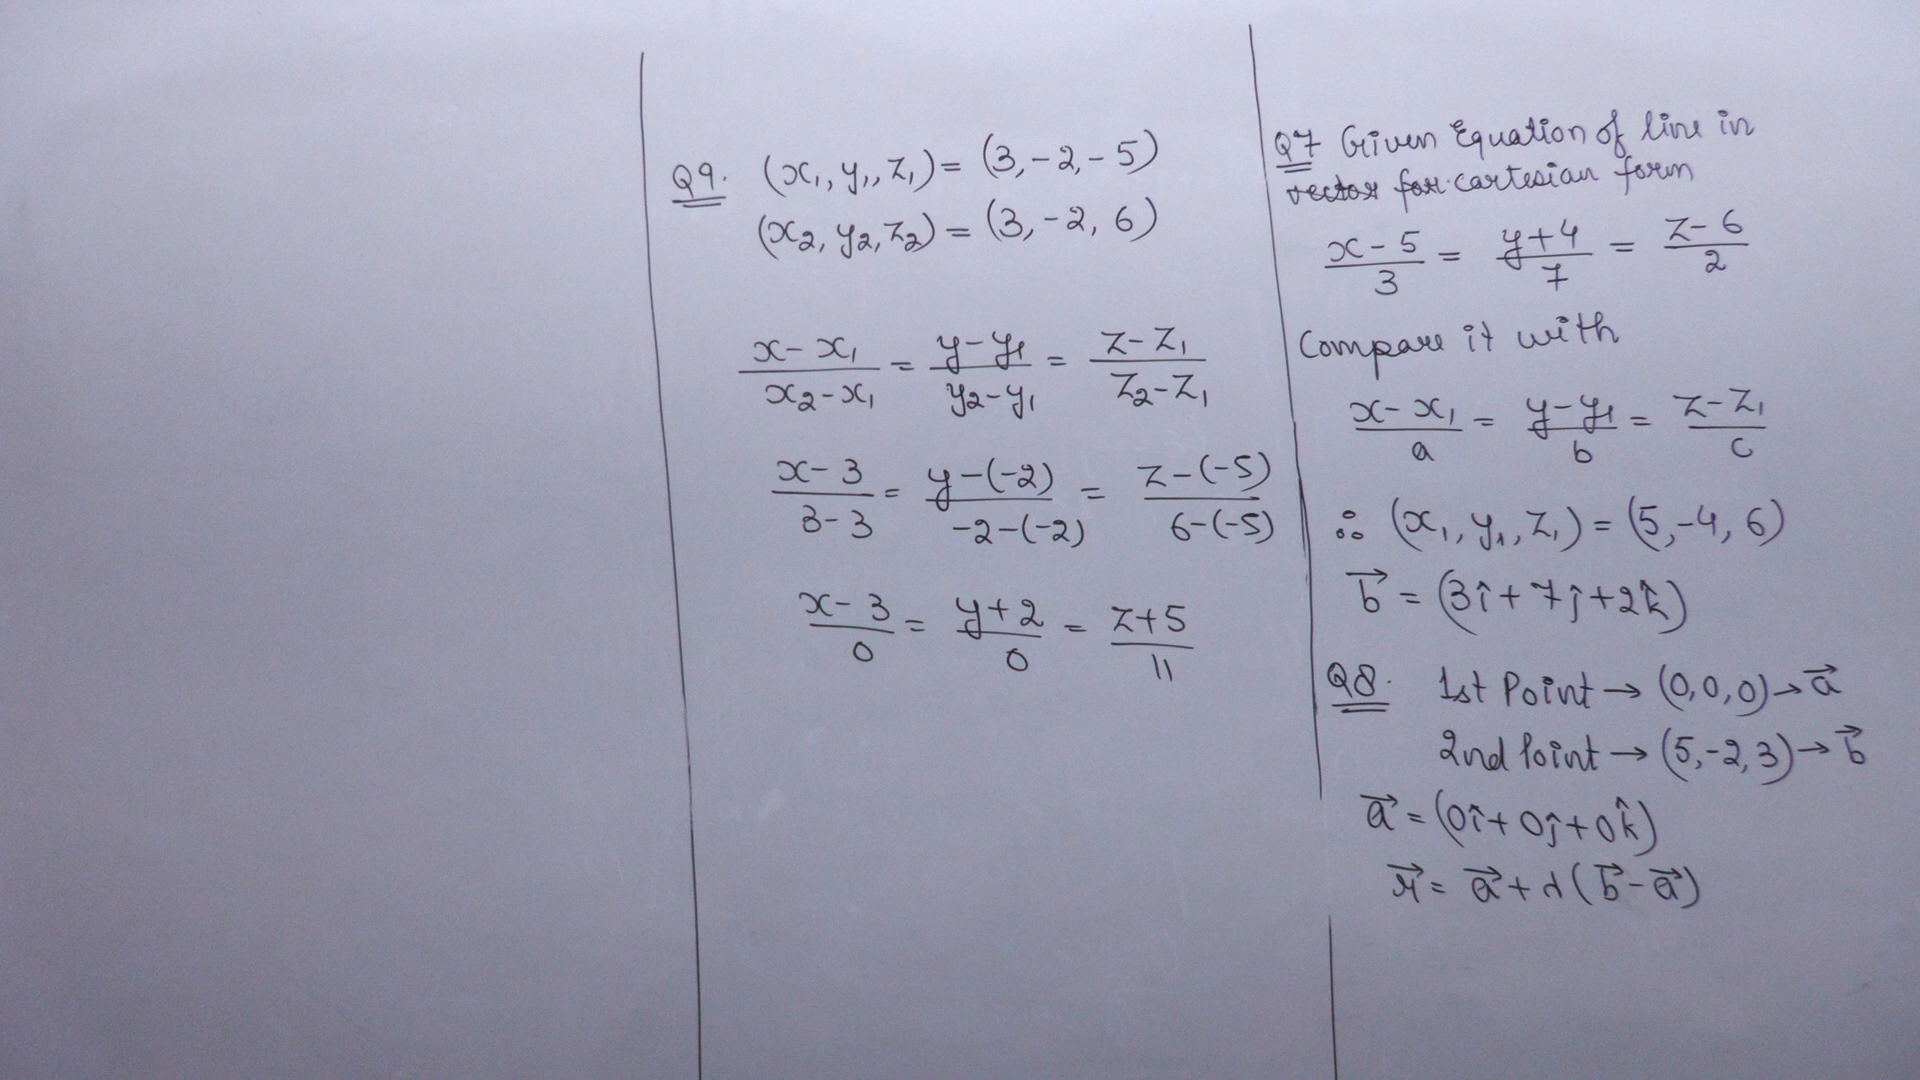 Q9. (x₁, y₁, z₁) = (3, -2, -5)
(x₂, y₂, z₂) = (3, -2, 6)
(x - x₁)/(x₂ - x₁) = (y - y₁)/(y₂ - y₁) = (z - z₁)/(z₂ - z₁)
(x - 3)/(3 - 3) = (y - (-2))/(-2 - (-2)) = (z - (-5))/(6 - (-5))
(x - 3)/0 = (y + 2)/0 = (z + 5)/11
Q7 Given Equation of line in
vector for cartesian form
(x - 5)/3 = (y + 4)/7 = (z - 6)/2
Compare it with
(x - x₁)/a = (y - y₁)/b = (z - z₁)/c
∴ (x₁, y₁, z₁) = (5, -4, 6)
b⃗ = (3î + 7ĵ + 2k̂)
Q8. 1st Point → (0, 0, 0) → a⃗
2nd Point → (5, -2, 3) → b⃗
a⃗ = (0î + 0ĵ + 0k̂)
r⃗ = a⃗ + λ(b⃗ - a⃗)